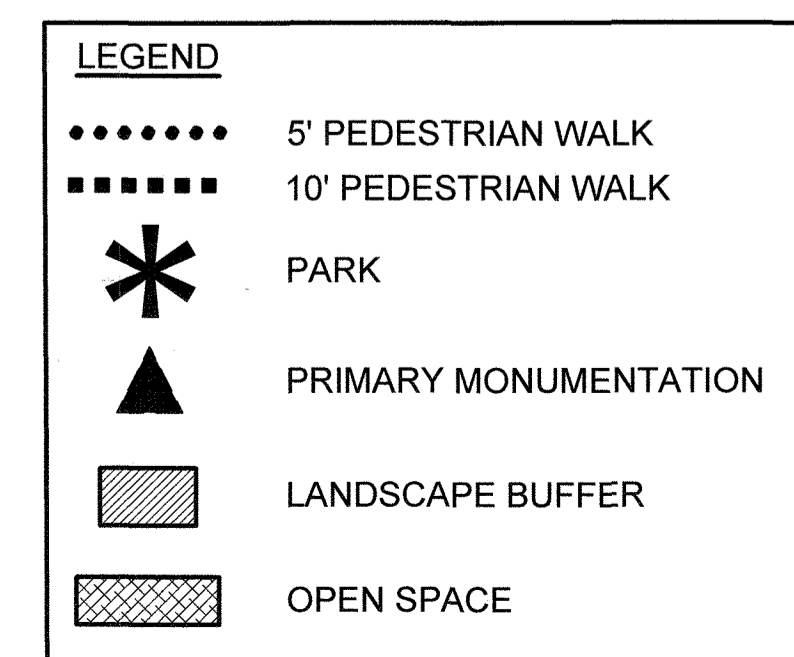 LEGEND
5' PEDESTRIAN WALK
10' PEDESTRIAN WALK
PARK
PRIMARY MONUMENTATION
LANDSCAPE BUFFER
OPEN SPACE